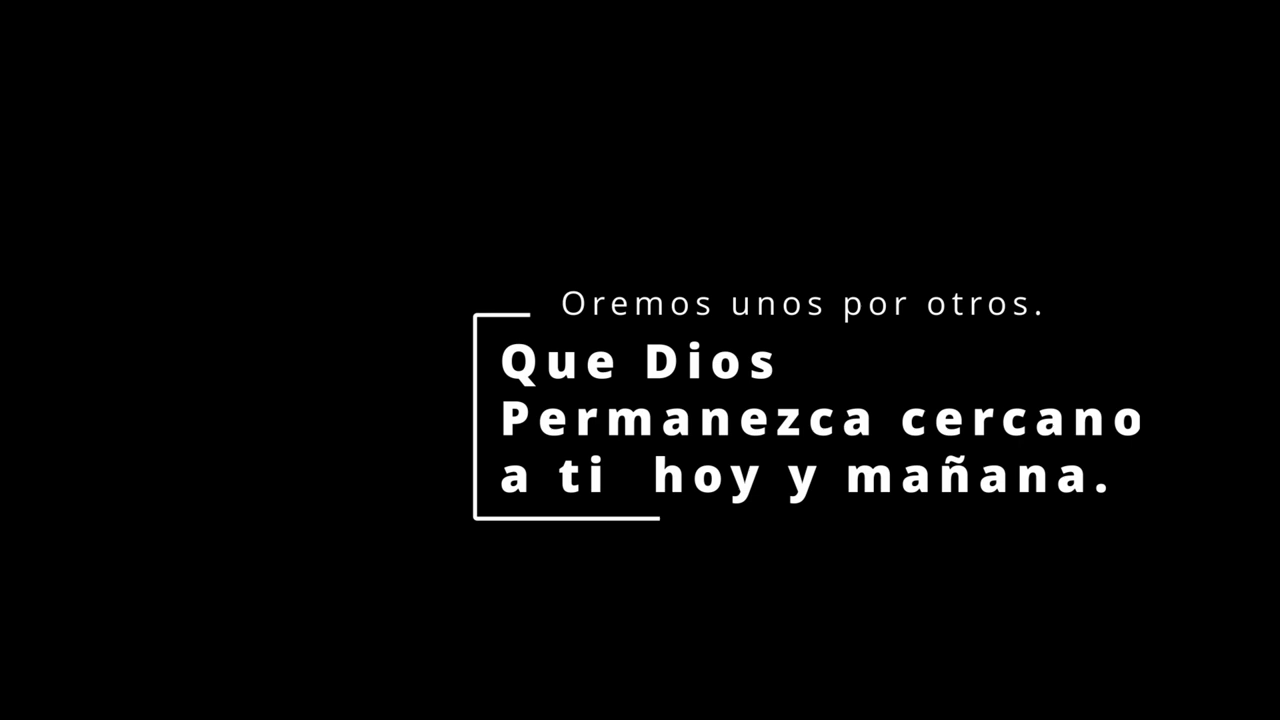 Oremos unos por otros.
Que Dios
Permanezca cercano
a ti  hoy y mañana.